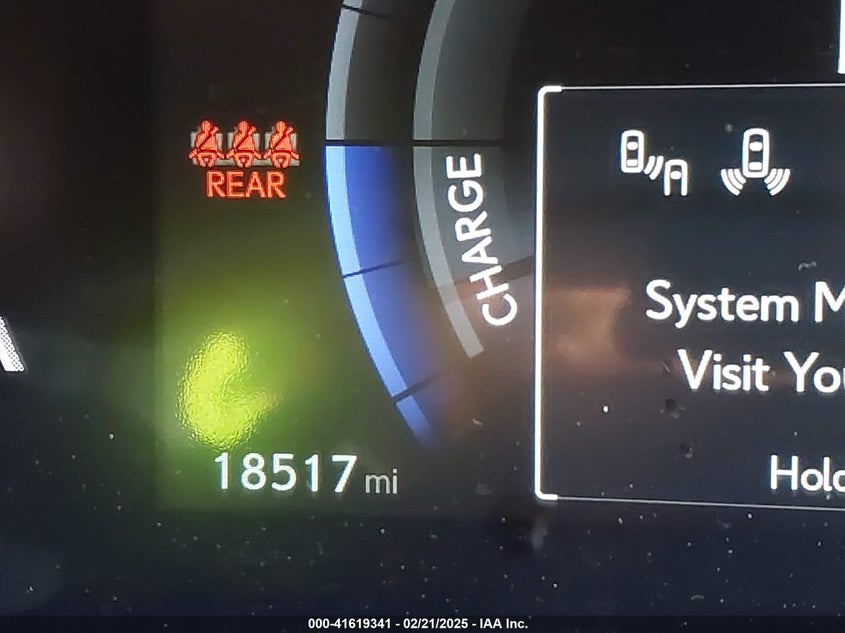 REAR
CHARGE
System M
Visit You
Hold
18517 mi
000-41619341 - 02/21/2025 - IAA Inc.